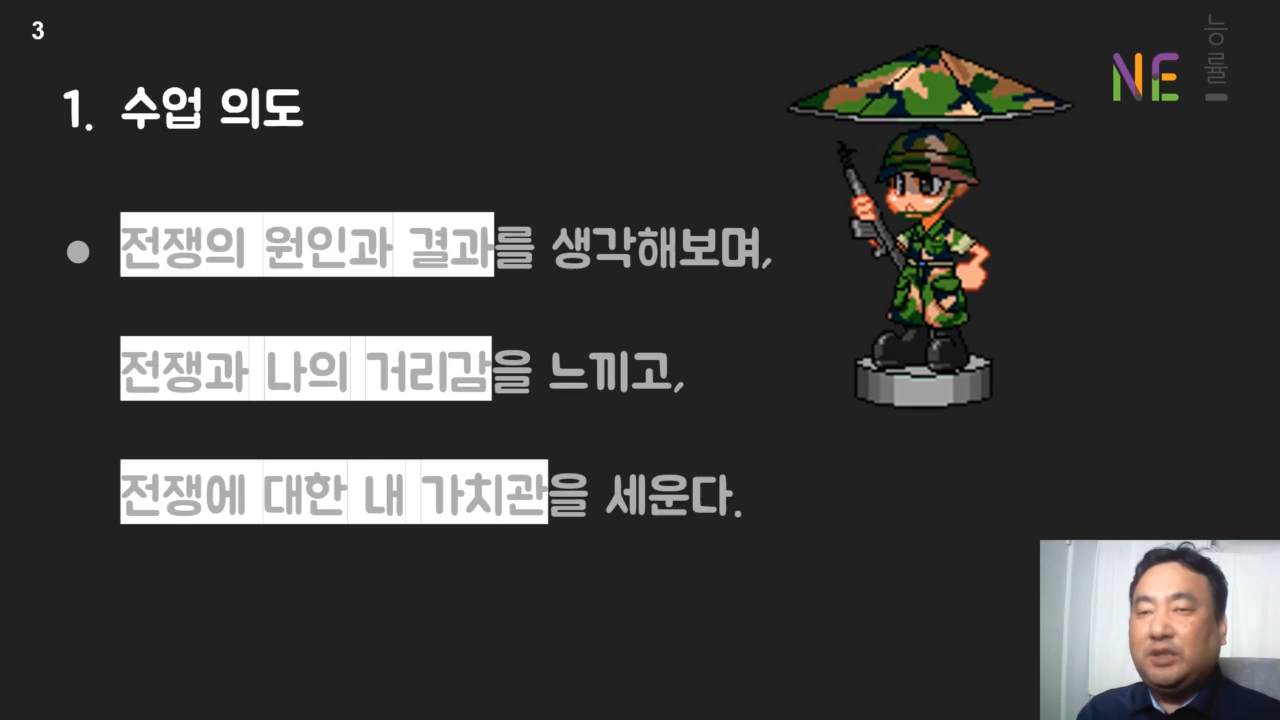 3
NE
능률
1. 수업 의도
전쟁의 원인과 결과를 생각해보며,
전쟁과 나의 거리감을 느끼고,
전쟁에 대한 내 가치관을 세운다.